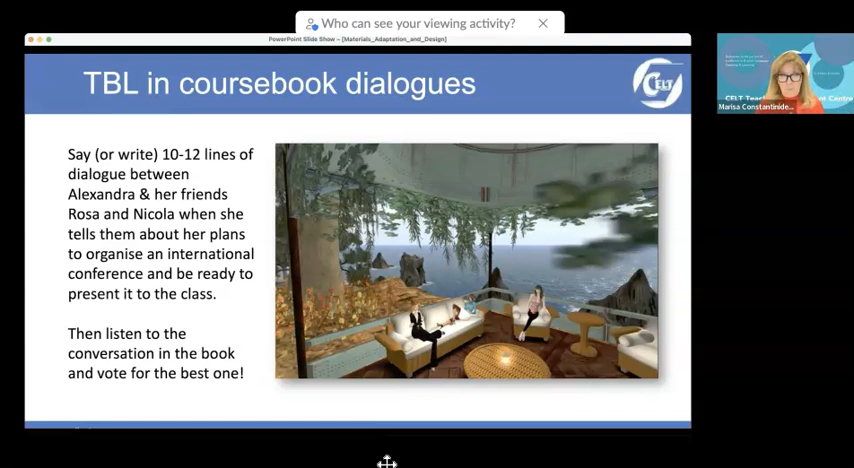 Who can see your viewing activity?
PowerPoint Slide Show – [Materials_Adaptation_and_Design]
TBL in coursebook dialogues
CELT
Say (or write) 10-12 lines of
dialogue between
Alexandra & her friends
Rosa and Nicola when she
tells them about her plans
to organise an international
conference and be ready to
present it to the class.
Then listen to the
conversation in the book
and vote for the best one!
CELT Teac
Centre
Marisa Constantinide...